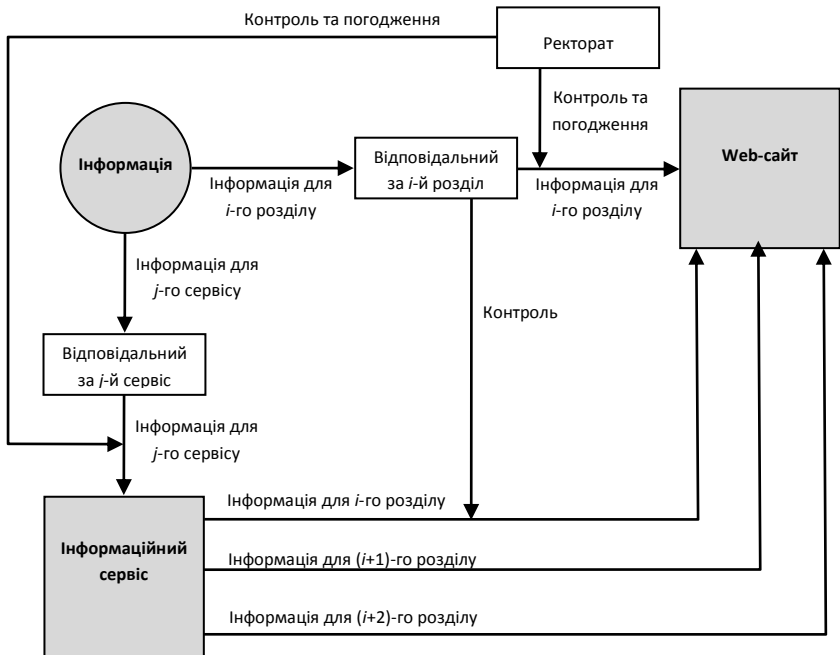 Контроль та погодження
Ректорат
Контроль та
погодження
Інформація
Відповідальний
за i-й розділ
Web-сайт
Інформація для
i-го розділу
Інформація для
i-го розділу
Інформація для
j-го сервісу
Контроль
Відповідальний
за j-й сервіс
Інформація для
j-го сервісу
Інформаційний
сервіс
Інформація для i-го розділу
Інформація для (i+1)-го розділу
Інформація для (i+2)-го розділу